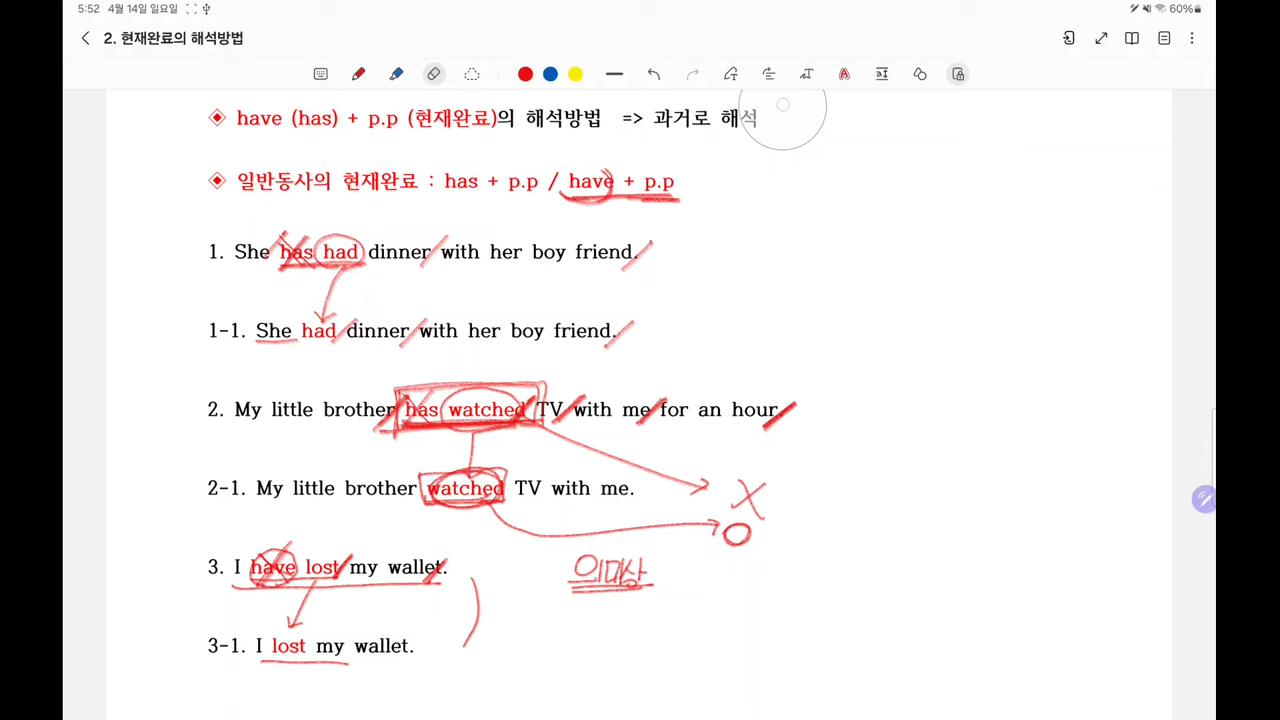 5:52 4월 14일 일요일 60%
2. 현재완료의 해석방법
have (has) + p.p (현재완료)의 해석방법 => 과거로 해석
일반동사의 현재완료 : has + p.p / have + p.p
1. She has had dinner with her boy friend.
1-1. She had dinner with her boy friend.
2. My little brother has watched TV with me for an hour.
X
2-1. My little brother watched TV with me.
O
3. I have lost my wallet.
의미상
3-1. I lost my wallet.